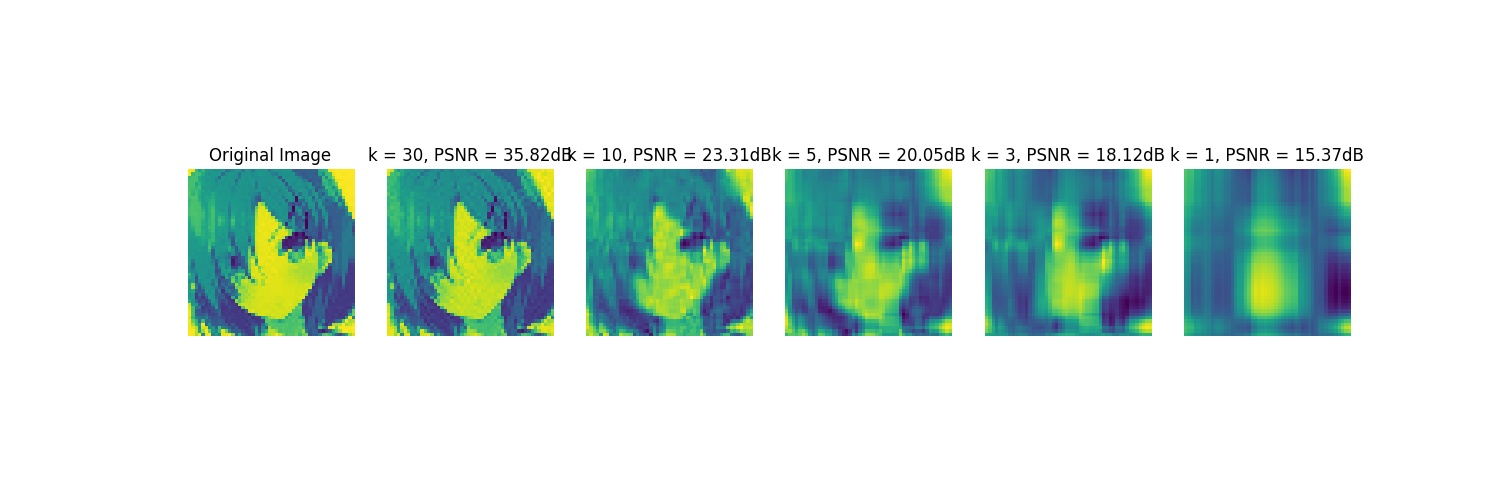 Original Image
k = 30, PSNR = 35.82dB
k = 10, PSNR = 23.31dB
k = 5, PSNR = 20.05dB
k = 3, PSNR = 18.12dB
k = 1, PSNR = 15.37dB